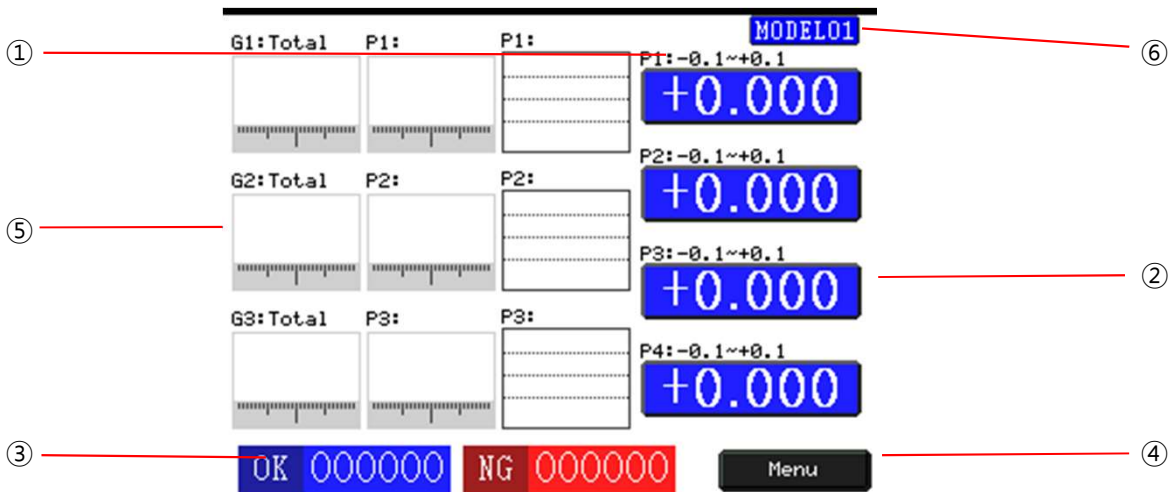 MODEL01
① G1:Total P1: P1: P1:-0.1~+0.1 ⑥
+0.000
P2:-0.1~+0.1
G2:Total P2: P2: +0.000
⑤
P3:-0.1~+0.1
+0.000 ②
G3:Total P3: P3:
P4:-0.1~+0.1
+0.000
③ OK 000000 NG 000000 Menu ④